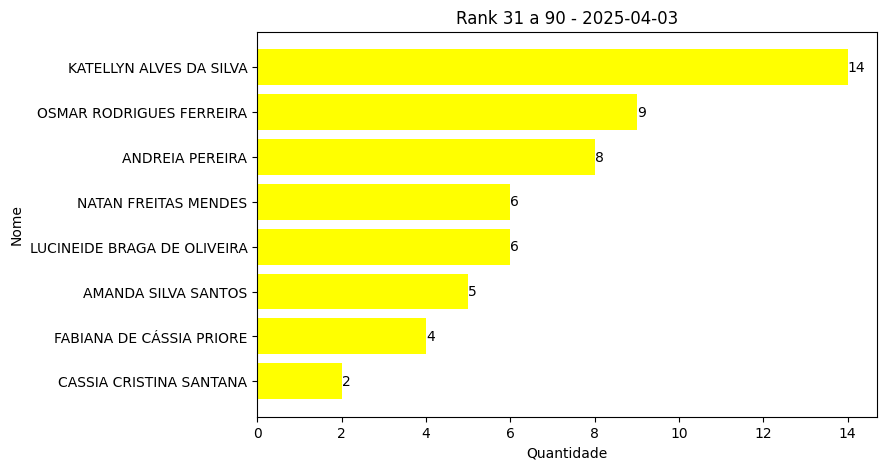 Rank 31 a 90 - 2025-04-03
KATELLYN ALVES DA SILVA 14
OSMAR RODRIGUES FERREIRA 9
ANDREIA PEREIRA 8
NATAN FREITAS MENDES 6
LUCINEIDE BRAGA DE OLIVEIRA 6
AMANDA SILVA SANTOS 5
FABIANA DE CÁSSIA PRIORE 4
CASSIA CRISTINA SANTANA 2
Nome
0 2 4 6 8 10 12 14
Quantidade